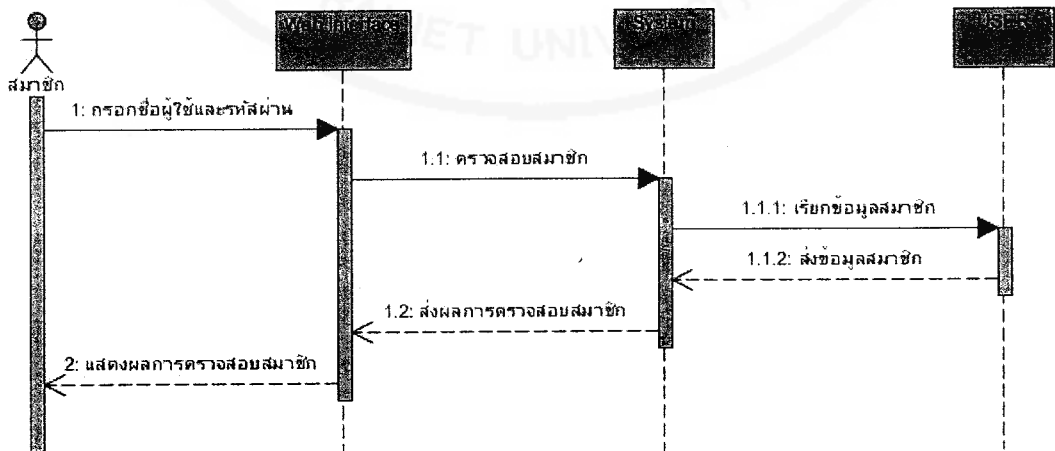 Web Interface
System
USER
สมาชิก
1: กรอกชื่อผู้ใช้และรหัสผ่าน
1.1: ตรวจสอบสมาชิก
1.1.1: เรียกข้อมูลสมาชิก
1.1.2: ส่งข้อมูลสมาชิก
1.2: ส่งผลการตรวจสอบสมาชิก
2: แสดงผลการตรวจสอบสมาชิก